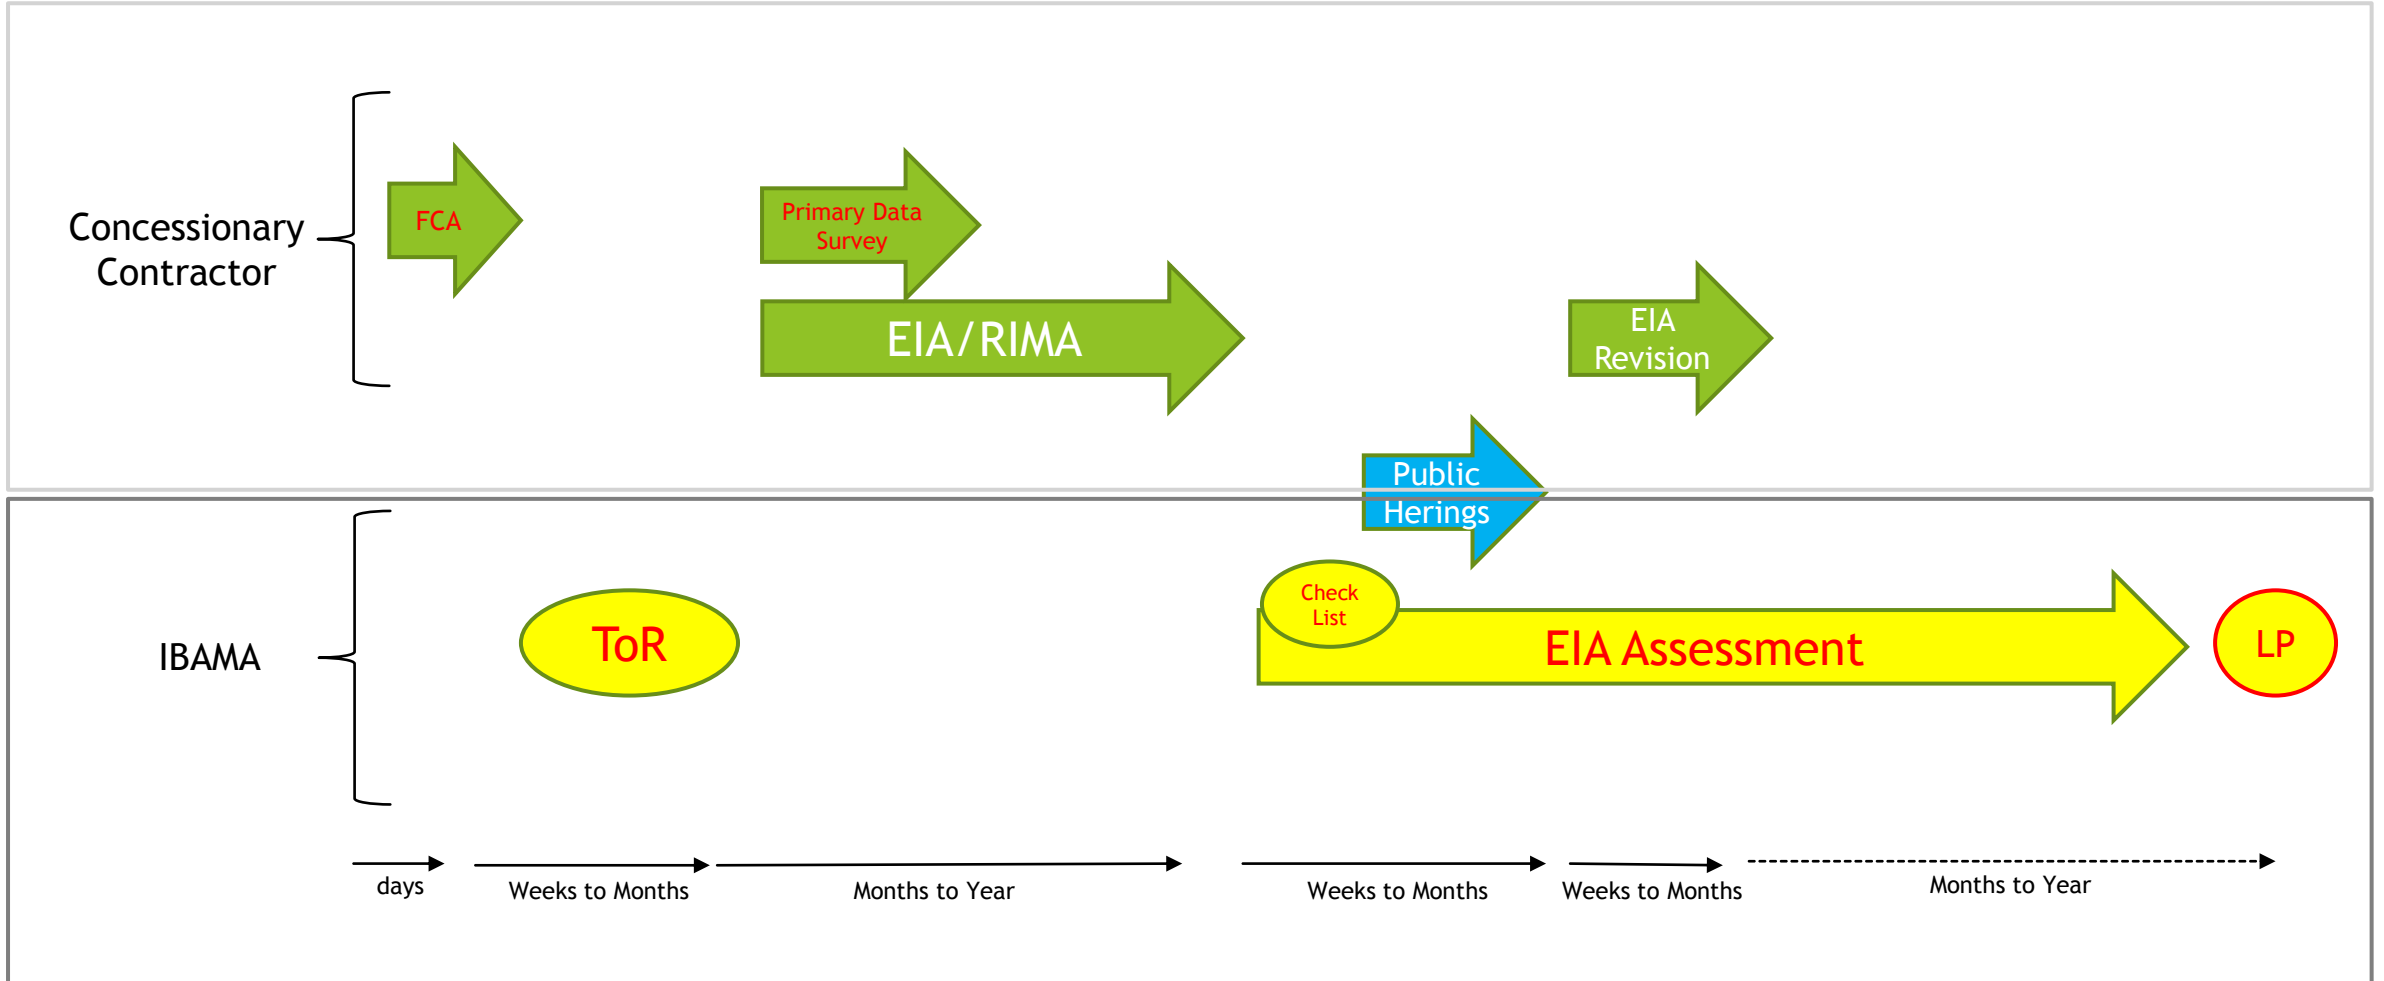 Concessionary
Contractor
FCA
Primary Data
Survey
EIA/RIMA
EIA
Revision
Public
Herings
IBAMA
ToR
Check
List
EIA Assessment
LP
days
Weeks to Months
Months to Year
Weeks to Months
Weeks to Months
Months to Year